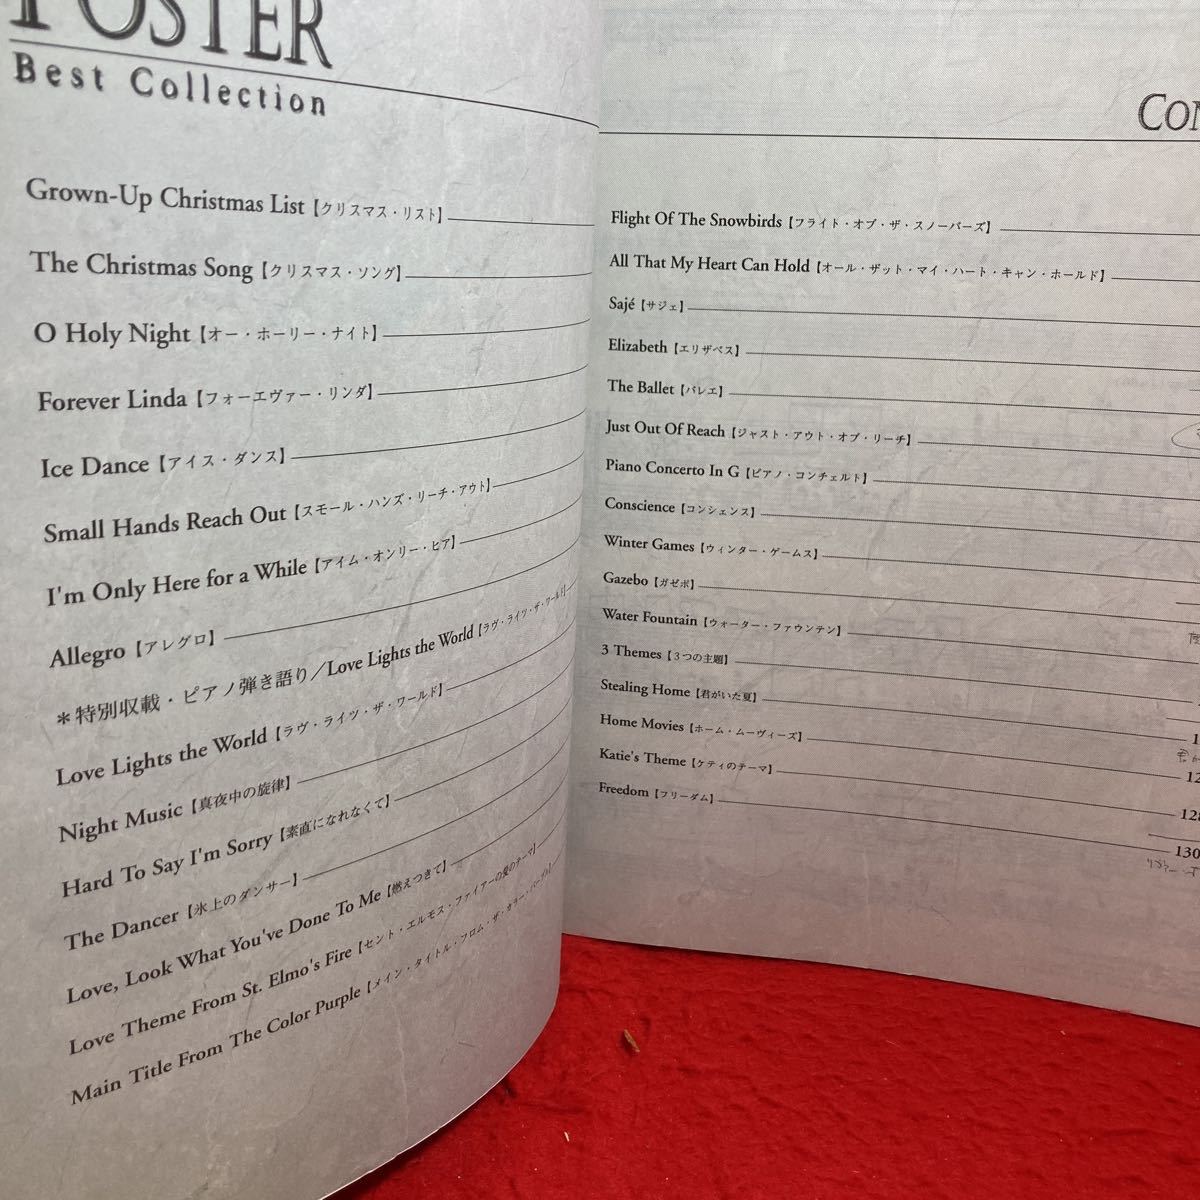 FOSTER
Best Collection
Grown-Up Christmas List【クリスマス・リスト】
The Christmas Song【クリスマス・ソング】
O Holy Night【オー・ホーリー・ナイト】
Forever Linda【フォーエヴァー・リンダ】
Ice Dance【アイス・ダンス】
Small Hands Reach Out【スモール・ハンズ・リーチ・アウト】
I'm Only Here for a While【アイム・オンリー・ヒア】
Allegro【アレグロ】
＊特別収載・ピアノ弾き語り／Love Lights the World【ラヴ・ライツ・ザ・ワールド】
Love Lights the World【ラヴ・ライツ・ザ・ワールド】
Night Music【真夜中の旋律】
Hard To Say I'm Sorry【素直になれなくて】
The Dancer【氷上のダンサー】
Love, Look What You've Done To Me【燃えつきて】
Love Theme From St. Elmo's Fire【セント・エルモス・ファイアーの愛のテーマ】
Main Title From The Color Purple【メイン・タイトル・フロム・ザ・カラー・パープル】
CON
Flight Of The Snowbirds【フライト・オブ・ザ・スノーバーズ】
All That My Heart Can Hold【オール・ザット・マイ・ハート・キャン・ホールド】
Sajé【サジェ】
Elizabeth【エリザベス】
The Ballet【バレエ】
Just Out Of Reach【ジャスト・アウト・オブ・リーチ】
Piano Concerto In G【ピアノ・コンチェルト】
Conscience【コンシェンス】
Winter Games【ウィンター・ゲームス】
Gazebo【ガゼボ】
Water Fountain【ウォーター・ファウンテン】
3 Themes【3つの主題】
Stealing Home【君がいた夏】
Home Movies【ホーム・ムーヴィーズ】
Katie's Theme【ケティのテーマ】 128
Freedom【フリーダム】 130